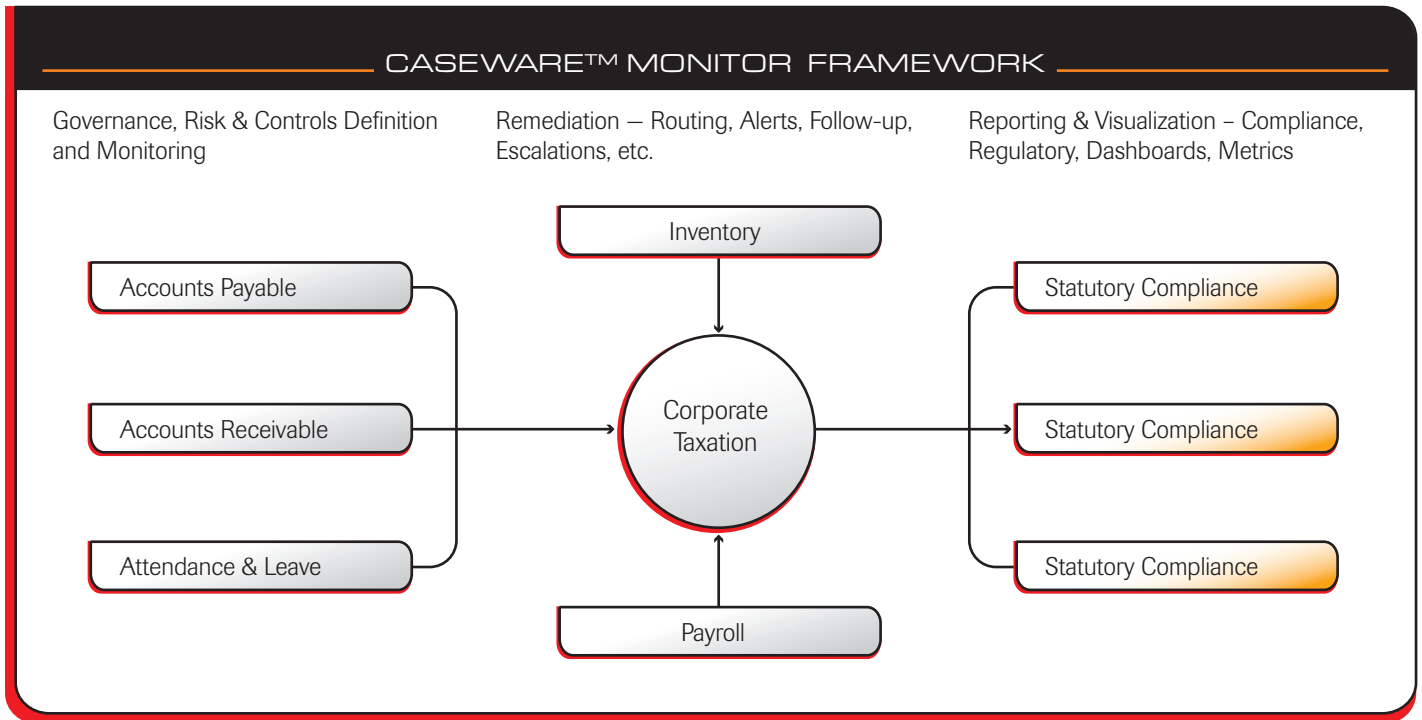 CASEWARE™ MONITOR FRAMEWORK
Governance, Risk & Controls Definition
and Monitoring
Remediation — Routing, Alerts, Follow-up,
Escalations, etc.
Reporting & Visualization – Compliance,
Regulatory, Dashboards, Metrics
Inventory
Accounts Payable
Statutory Compliance
Accounts Receivable
Corporate
Taxation
Statutory Compliance
Attendance & Leave
Statutory Compliance
Payroll